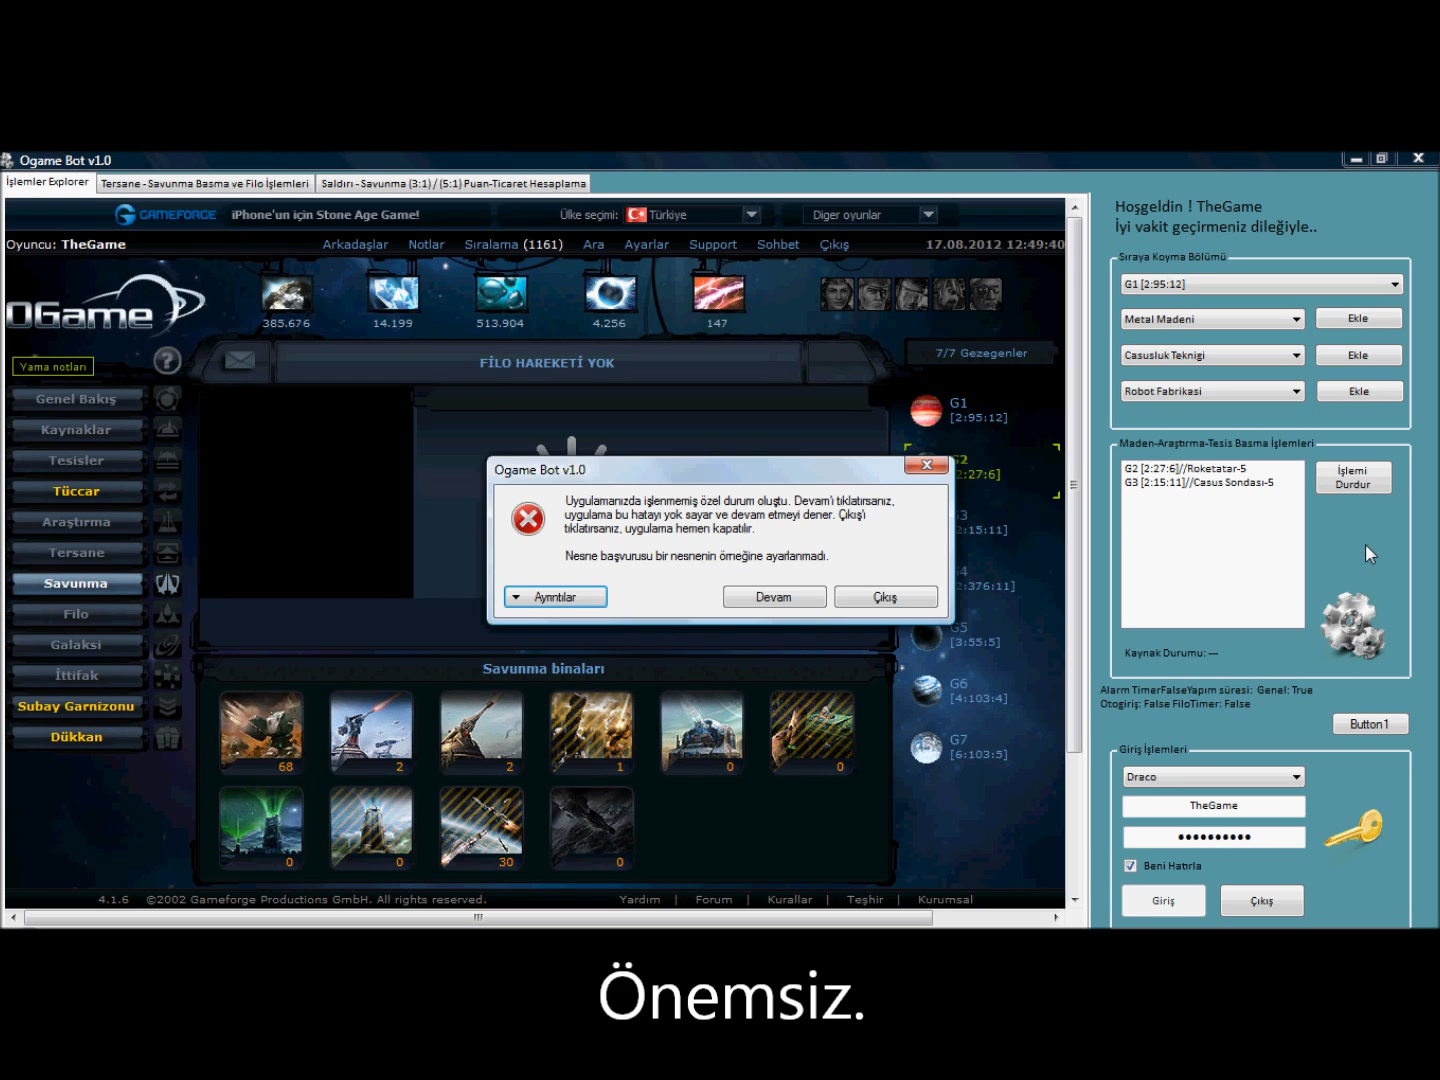 Ogame Bot v1.0
İşlemler Explorer
Tersane - Savunma Basma ve Filo İşlemleri
Saldırı - Savunma (3:1) / (5:1) Puan-Ticaret Hesaplama
GAMEFORGE
iPhone'un için Stone Age Game!
Ülke seçimi: Türkiye
Diger oyunlar
Oyuncu: TheGame
Arkadaşlar Notlar Sıralama (1161) Ara Ayarlar Support Sohbet Çıkış
17.08.2012 12:49:40
OGame
385.676 14.199 513.904 4.256 147
Yama notları
?
FİLO HAREKETİ YOK
7/7 Gezegenler
Genel Bakış
Kaynaklar
Tesisler
Tüccar
Araştırma
Tersane
Savunma
Filo
Galaksi
İttifak
Subay Garnizonu
Dükkan
G1
[2:95:12]
2:27:6]
2:15:11]
2:376:11]
G5
[3:55:5]
G6
[4:103:4]
G7
[6:103:5]
Ogame Bot v1.0
Uygulamanızda işlenmemiş özel durum oluştu. Devam'ı tıklatırsanız,
uygulama bu hatayı yok sayar ve devam etmeyi dener. Çıkış'ı
tıklatırsanız, uygulama hemen kapatılır.
Nesne başvurusu bir nesnenin örneğine ayarlanmadı.
Ayrıntılar
Devam
Çıkış
Savunma binaları
68 2 2 1 0 0
0 0 30 0
4.1.6 ©2002 Gameforge Productions GmbH. All rights reserved.
Yardım | Forum | Kurallar | Teşhir | Kurumsal
Hoşgeldin ! TheGame
İyi vakit geçirmeniz dileğiyle..
Sıraya Koyma Bölümü
G1 [2:95:12]
Metal Madeni
Ekle
Casusluk Teknigi
Ekle
Robot Fabrikasi
Ekle
Maden-Araştırma-Tesis Basma İşlemleri
G2 [2:27:6]//Roketatar-5
G3 [2:15:11]//Casus Sondası-5
İşlemi
Durdur
Kaynak Durumu: ---
Alarm TimerFalseYapım süresi: Genel: True
Otogiriş: False FiloTimer: False
Button1
Giriş İşlemleri
Draco
TheGame
●●●●●●●●●●
Beni Hatırla
Giriş
Çıkış
Önemsiz.